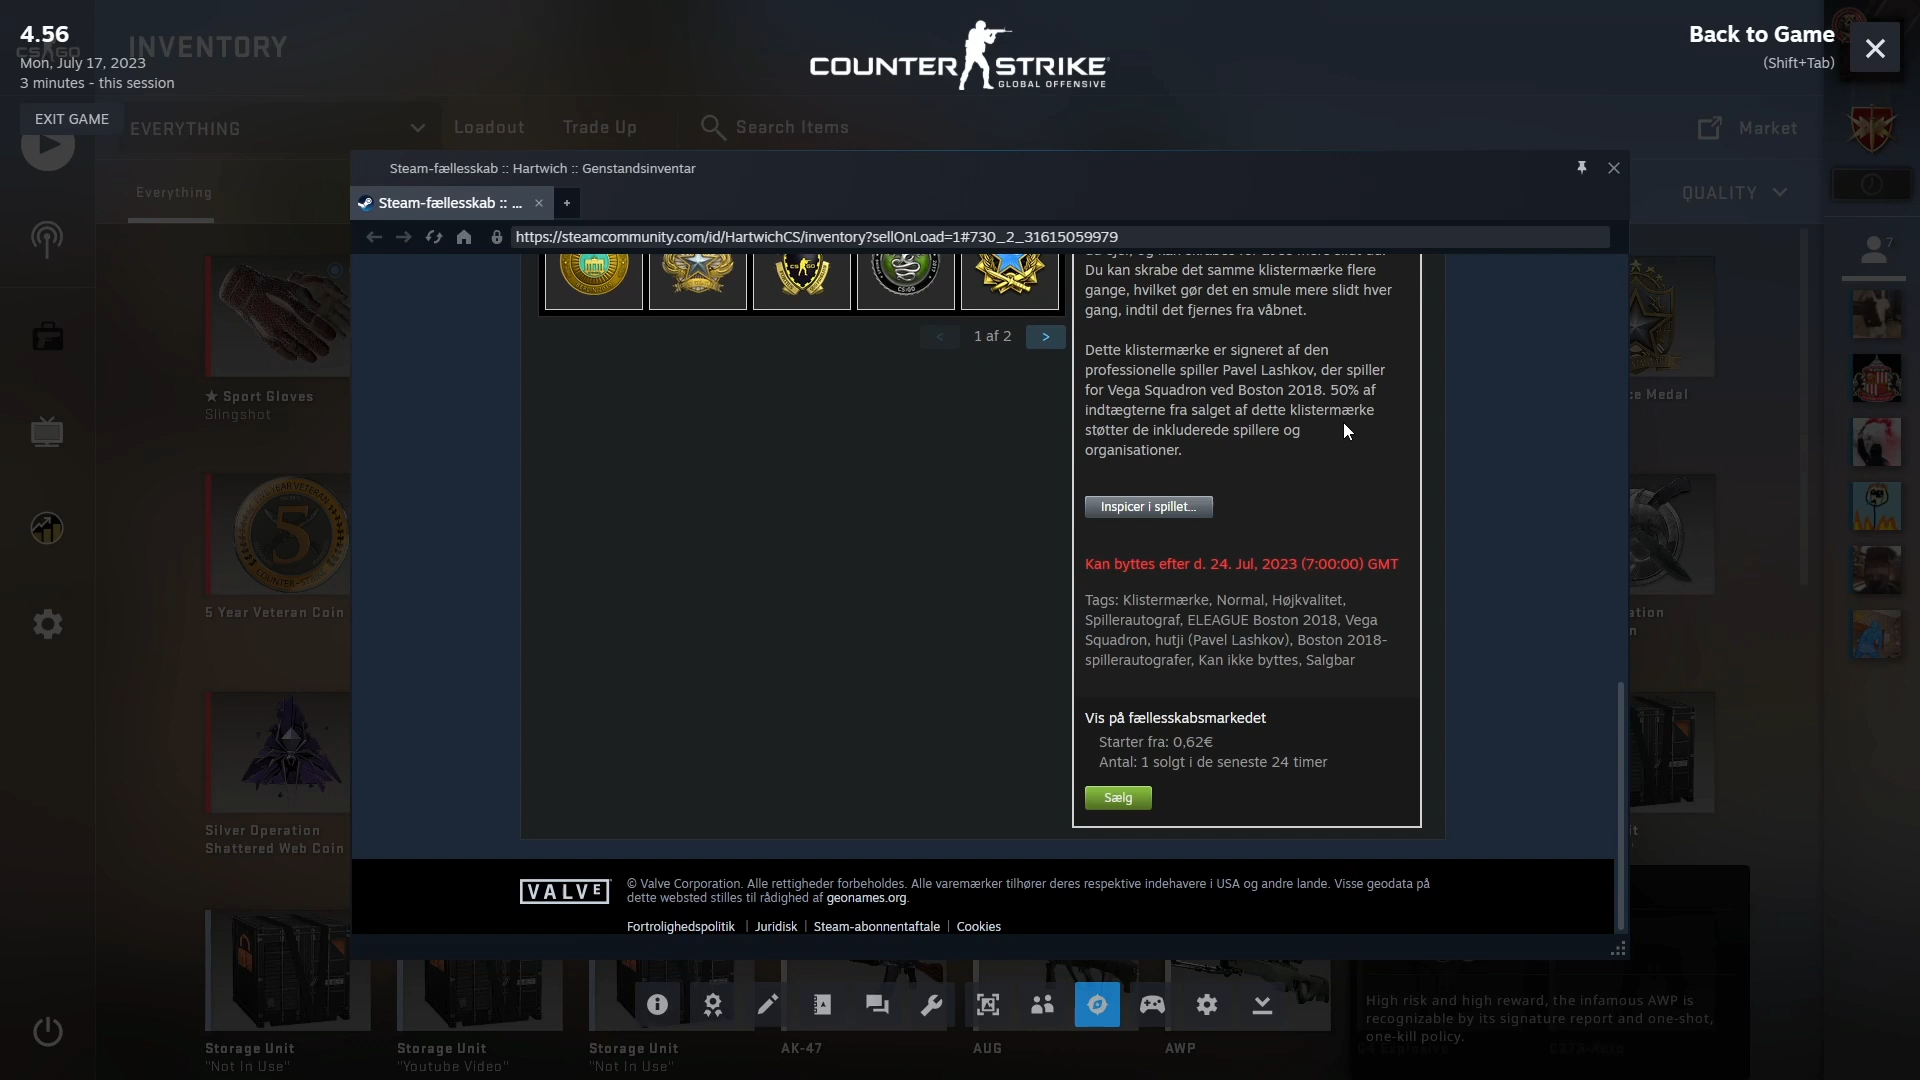 4.56
Mon, July 17, 2023
3 minutes - this session
EXIT GAME
INVENTORY
COUNTER STRIKE
GLOBAL OFFENSIVE
Back to Game
(Shift+Tab)
EVERYTHING
Loadout
Trade Up
Search Items
Market
Everything
QUALITY
Steam-fællesskab :: Hartwich :: Genstandsinventar
Steam-fællesskab :: ...
https://steamcommunity.com/id/HartwichCS/inventory?sellOnLoad=1#730_2_31615059979
Du kan skrabe det samme klistermærke flere
gange, hvilket gør det en smule mere slidt hver
gang, indtil det fjernes fra våbnet.
< 1 af 2 >
Dette klistermærke er signeret af den
professionelle spiller Pavel Lashkov, der spiller
for Vega Squadron ved Boston 2018. 50% af
indtægterne fra salget af dette klistermærke
støtter de inkluderede spillere og
organisationer.
Inspicer i spillet...
Kan byttes efter d. 24. Jul, 2023 (7:00:00) GMT
Tags: Klistermærke, Normal, Højkvalitet,
Spillerautograf, ELEAGUE Boston 2018, Vega
Squadron, hutji (Pavel Lashkov), Boston 2018-
spillerautografer, Kan ikke byttes, Salgbar
Vis på fællesskabsmarkedet
Starter fra: 0,62€
Antal: 1 solgt i de seneste 24 timer
Sælg
VALVE
© Valve Corporation. Alle rettigheder forbeholdes. Alle varemærker tilhører deres respektive indehavere i USA og andre lande. Visse geodata på
dette websted stilles til rådighed af geonames.org.
Fortrolighedspolitik | Juridisk | Steam-abonnentaftale | Cookies
★ Sport Gloves
Slingshot
5 Year Veteran Coin
Silver Operation
Shattered Web Coin
Storage Unit
"Not In Use"
Storage Unit
"Youtube Video"
Storage Unit
"Not In Use"
AK-47
AUG
AWP
Medal
7
High risk and high reward, the infamous AWP is
recognizable by its signature report and one-shot,
one-kill policy.